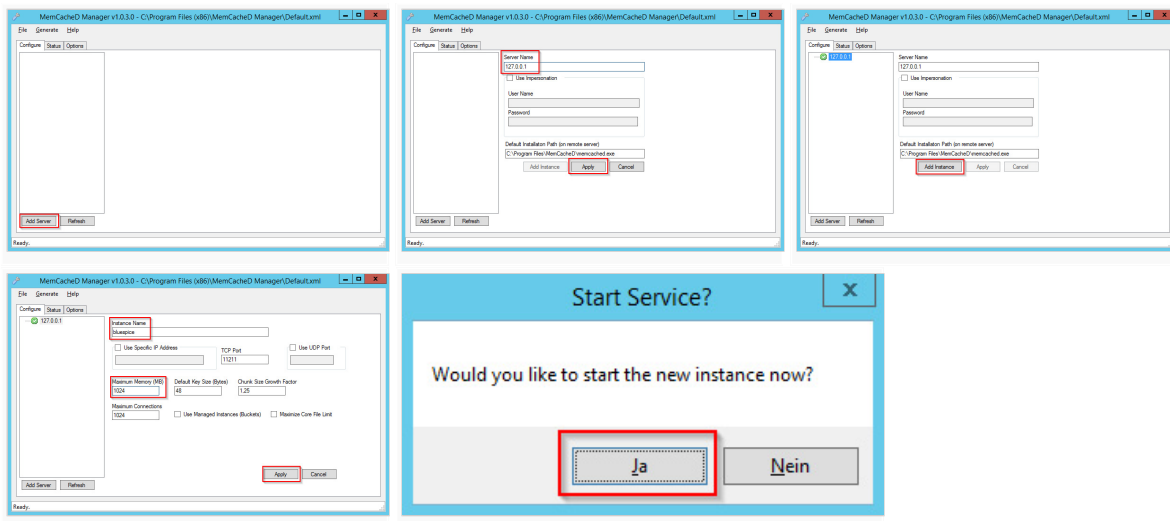 MemCacheD Manager v1.0.3.0 - C:\Program Files (x86)\MemCacheD Manager\Default.xml
File Generate Help
Configure Status Options
Add Server Refresh
Ready.
MemCacheD Manager v1.0.3.0 - C:\Program Files (x86)\MemCacheD Manager\Default.xml
File Generate Help
Configure Status Options
Server Name
127.0.0.1
Use Impersonation
User Name
Password
Default Installation Path (on remote server)
C:\Program Files\MemCacheD\memcached.exe
Add Instance Apply Cancel
Add Server Refresh
Ready.
MemCacheD Manager v1.0.3.0 - C:\Program Files (x86)\MemCacheD Manager\Default.xml
File Generate Help
Configure Status Options
127.0.0.1
Server Name
127.0.0.1
Use Impersonation
User Name
Password
Default Installation Path (on remote server)
C:\Program Files\MemCacheD\memcached.exe
Add Instance Apply Cancel
Add Server Refresh
Ready.
MemCacheD Manager v1.0.3.0 - C:\Program Files (x86)\MemCacheD Manager\Default.xml
File Generate Help
Configure Status Options
127.0.0.1
Instance Name
bluespice
Use Specific IP Address TCP Port Use UDP Port
11211
Maximum Memory (MB) Default Key Size (Bytes) Chunk Size Growth Factor
1024 48 1.25
Maximum Connections
1024 Use Managed Instances (Buckets) Maximize Core File Limit
Apply Cancel
Add Server Refresh
Ready.
Start Service?
x
Would you like to start the new instance now?
Ja Nein